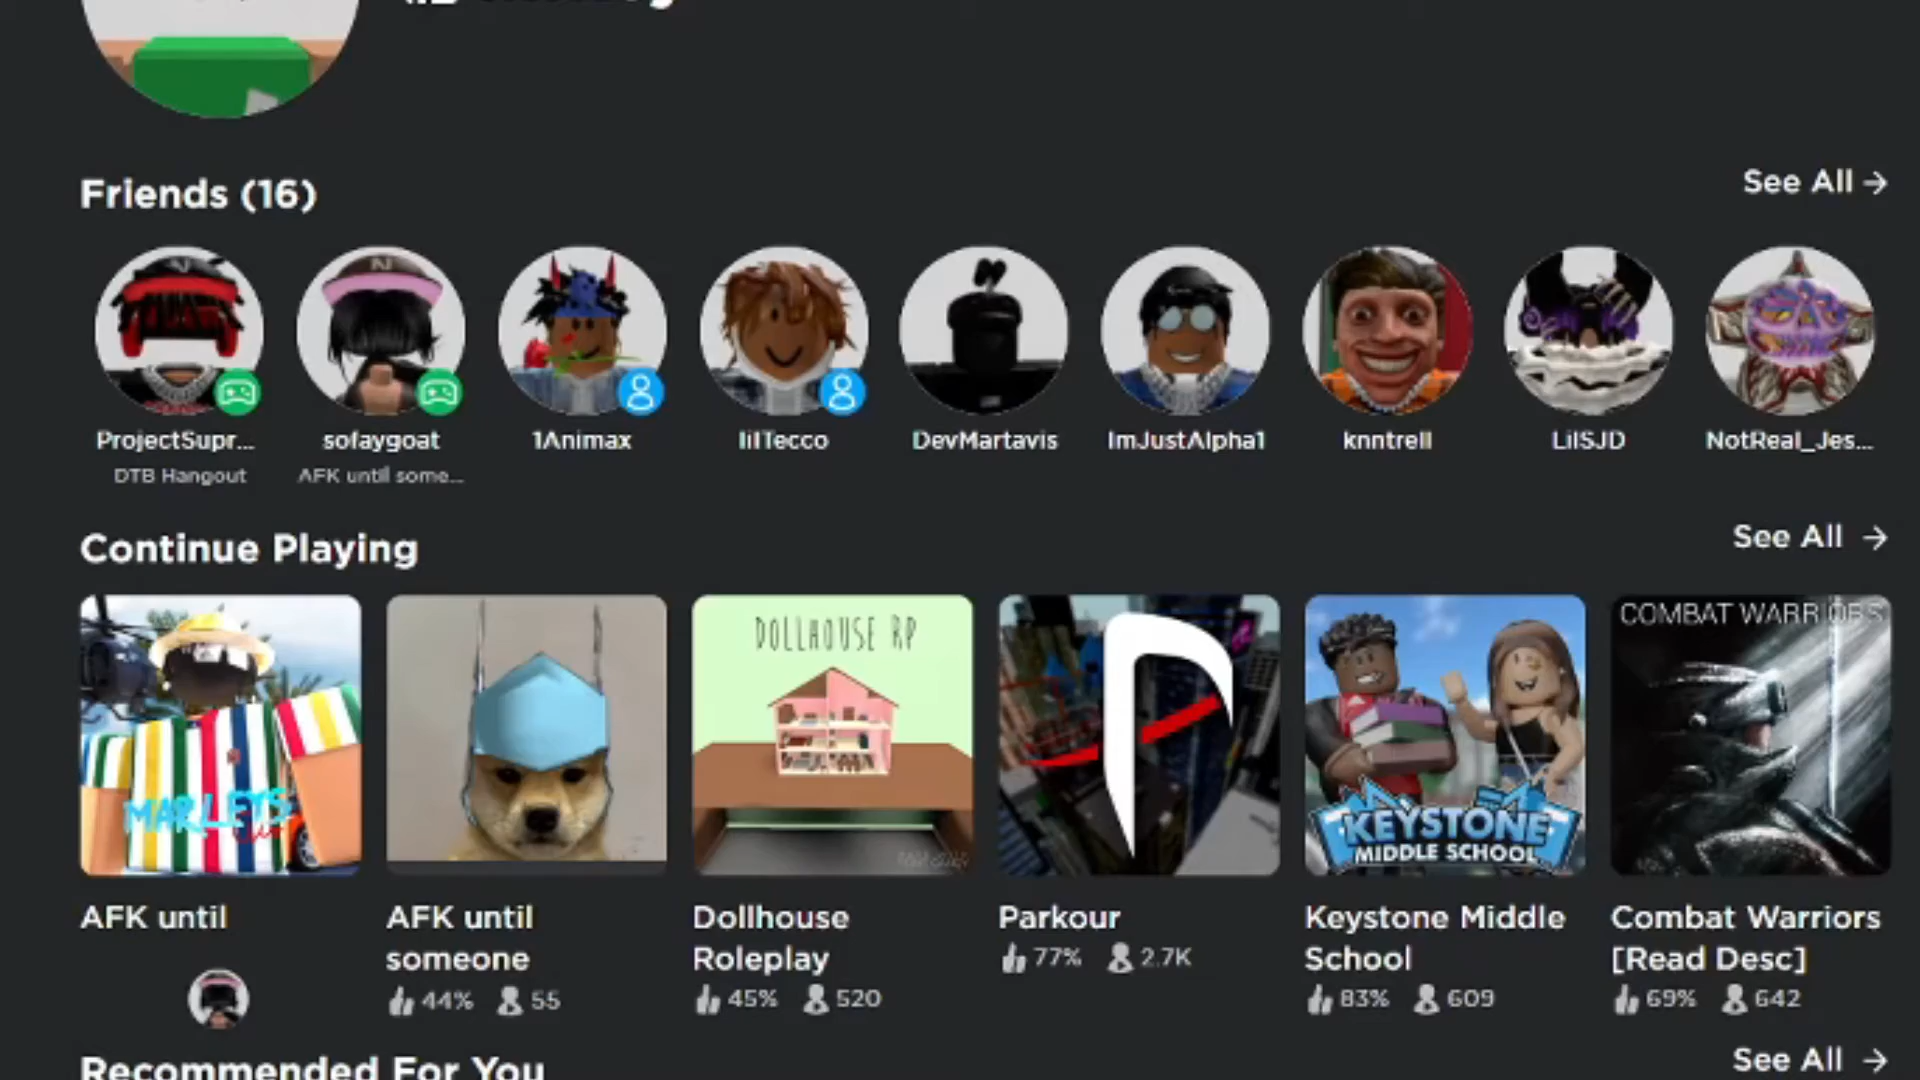 Friends (16)
See All →
ProjectSupr...
sofaygoat
1Animax
lilTecco
DevMartavis
ImJustAlpha1
knntrell
LilSJD
NotReal_Jes...
DTB Hangout
AFK until some...
Continue Playing
See All →
MARLEYS
DOLLHOUSE RP
KEYSTONE
MIDDLE SCHOOL
COMBAT WARRIORS
AFK until
AFK until
someone
44% 55
Dollhouse
Roleplay
45% 520
Parkour
77% 2.7K
Keystone Middle
School
83% 609
Combat Warriors
[Read Desc]
69% 642
Recommended For You
See All →